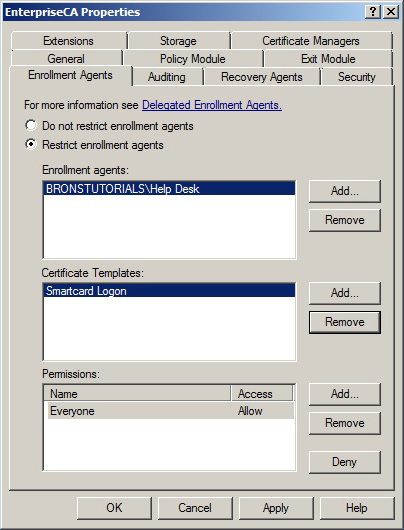 EnterpriseCA Properties
Extensions Storage Certificate Managers
General Policy Module Exit Module
Enrollment Agents Auditing Recovery Agents Security
For more information see Delegated Enrollment Agents.
Do not restrict enrollment agents
Restrict enrollment agents
Enrollment agents:
BRONSTUTORIALS\Help Desk
Add...
Remove
Certificate Templates:
Smartcard Logon
Add...
Remove
Permissions:
Name Access
Everyone Allow
Add...
Remove
Deny
OK Cancel Apply Help